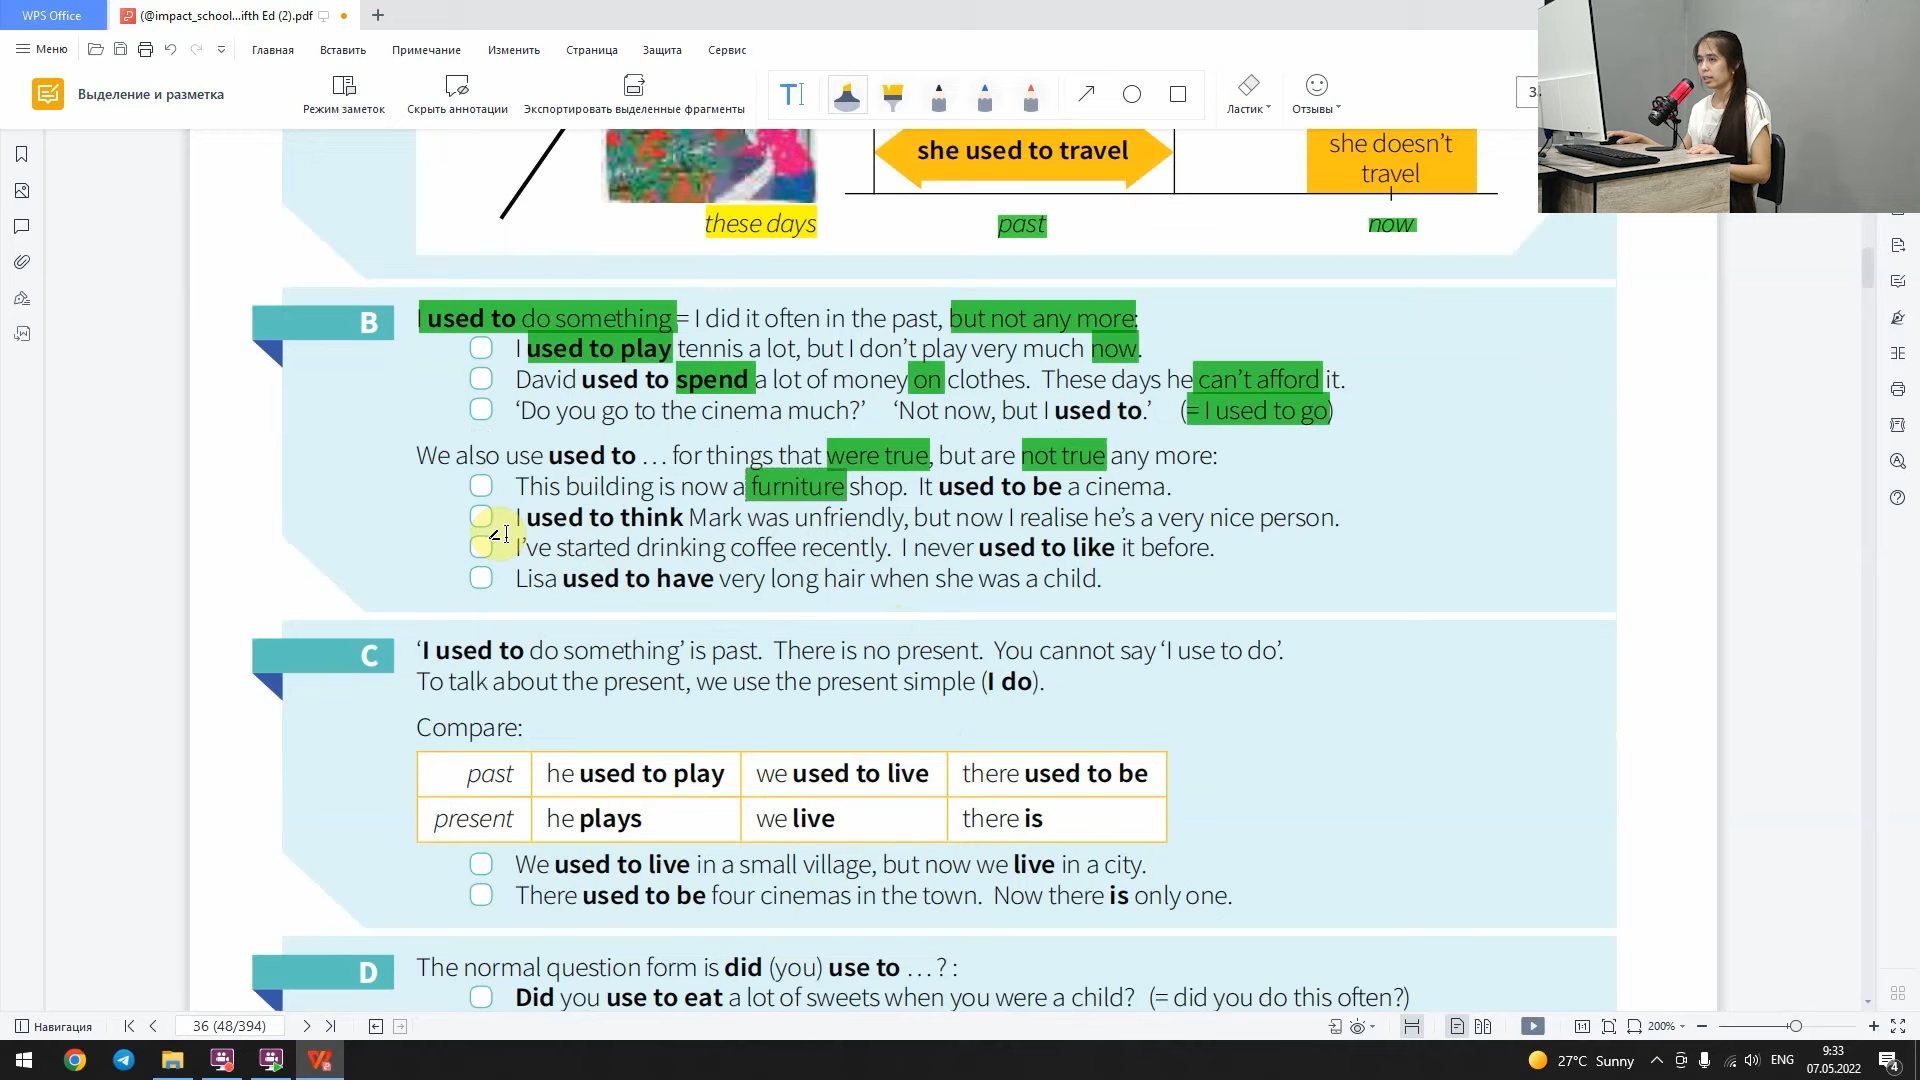 WPS Office
(@impact_school...ifth Ed (2).pdf
Меню
Главная
Вставить
Примечание
Изменить
Страница
Защита
Сервис
Выделение и разметка
Режим заметок
Скрыть аннотации
Экспортировать выделенные фрагменты
Ластик
Отзывы
she used to travel
she doesn't
travel
these days
past
now
B
I used to do something = I did it often in the past, but not any more:
I used to play tennis a lot, but I don't play very much now.
David used to spend a lot of money on clothes. These days he can't afford it.
'Do you go to the cinema much?' 'Not now, but I used to.' (= I used to go)
We also use used to ... for things that were true, but are not true any more:
This building is now a furniture shop. It used to be a cinema.
I used to think Mark was unfriendly, but now I realise he's a very nice person.
I've started drinking coffee recently. I never used to like it before.
Lisa used to have very long hair when she was a child.
C
'I used to do something' is past. There is no present. You cannot say 'I use to do'.
To talk about the present, we use the present simple (I do).
Compare:
past he used to play we used to live there used to be
present he plays we live there is
We used to live in a small village, but now we live in a city.
There used to be four cinemas in the town. Now there is only one.
D
The normal question form is did (you) use to ... ? :
Did you use to eat a lot of sweets when you were a child? (= did you do this often?)
Навигация
36 (48/394)
200%
27°C Sunny
ENG
9:33
07.05.2022
4